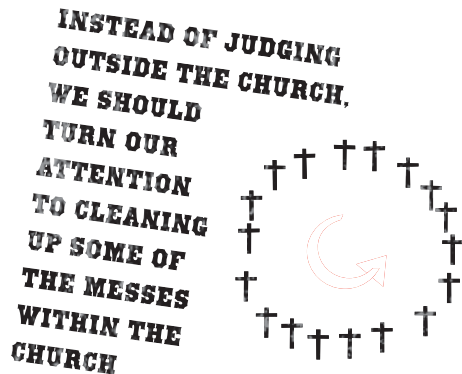 INSTEAD OF JUDGING
OUTSIDE THE CHURCH,
WE SHOULD
TURN OUR
ATTENTION
TO CLEANING
UP SOME OF
THE MESSES
WITHIN THE
CHURCH